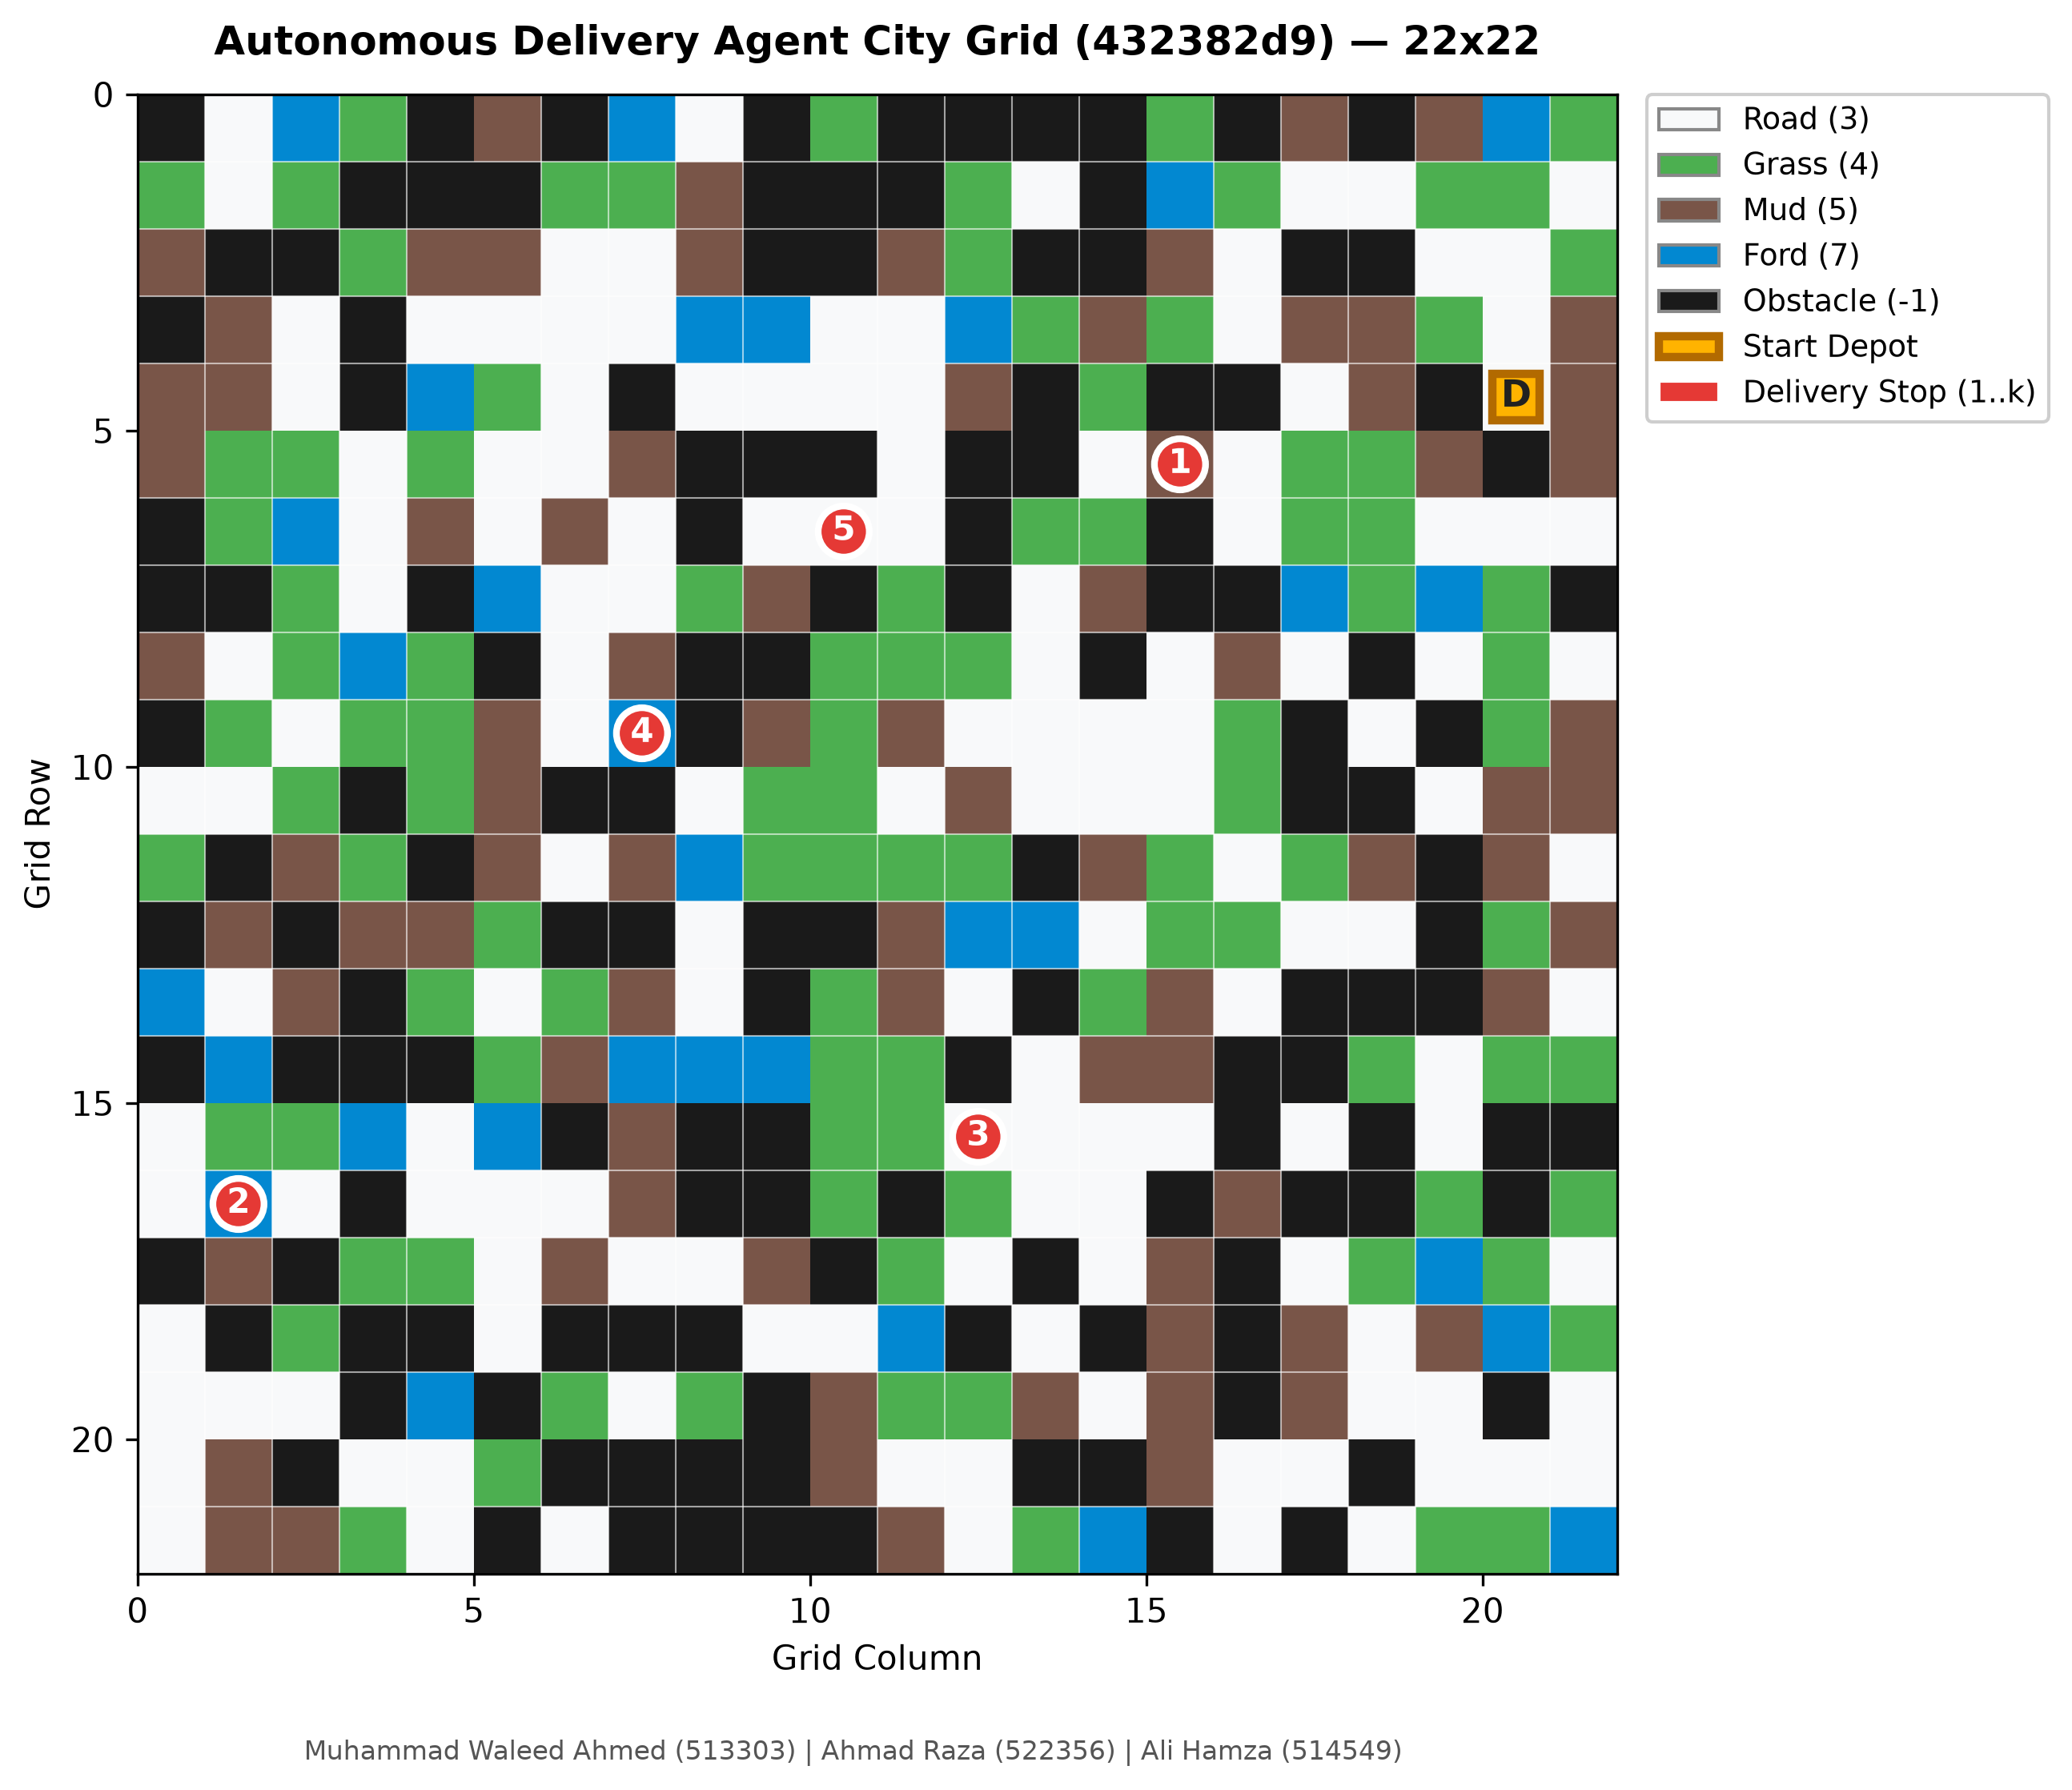 Autonomous Delivery Agent City Grid (432382d9) — 22x22
Road (3)
Grass (4)
Mud (5)
Ford (7)
Obstacle (-1)
Start Depot
Delivery Stop (1..k)
0
5
10
15
20
Grid Row
D
1
5
4
3
2
0
5
10
15
20
Grid Column
Muhammad Waleed Ahmed (513303) | Ahmad Raza (522356) | Ali Hamza (514549)